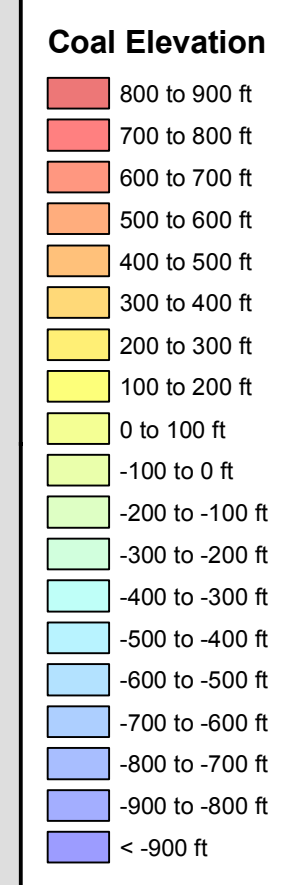 Coal Elevation
800 to 900 ft
700 to 800 ft
600 to 700 ft
500 to 600 ft
400 to 500 ft
300 to 400 ft
200 to 300 ft
100 to 200 ft
0 to 100 ft
-100 to 0 ft
-200 to -100 ft
-300 to -200 ft
-400 to -300 ft
-500 to -400 ft
-600 to -500 ft
-700 to -600 ft
-800 to -700 ft
-900 to -800 ft
< -900 ft